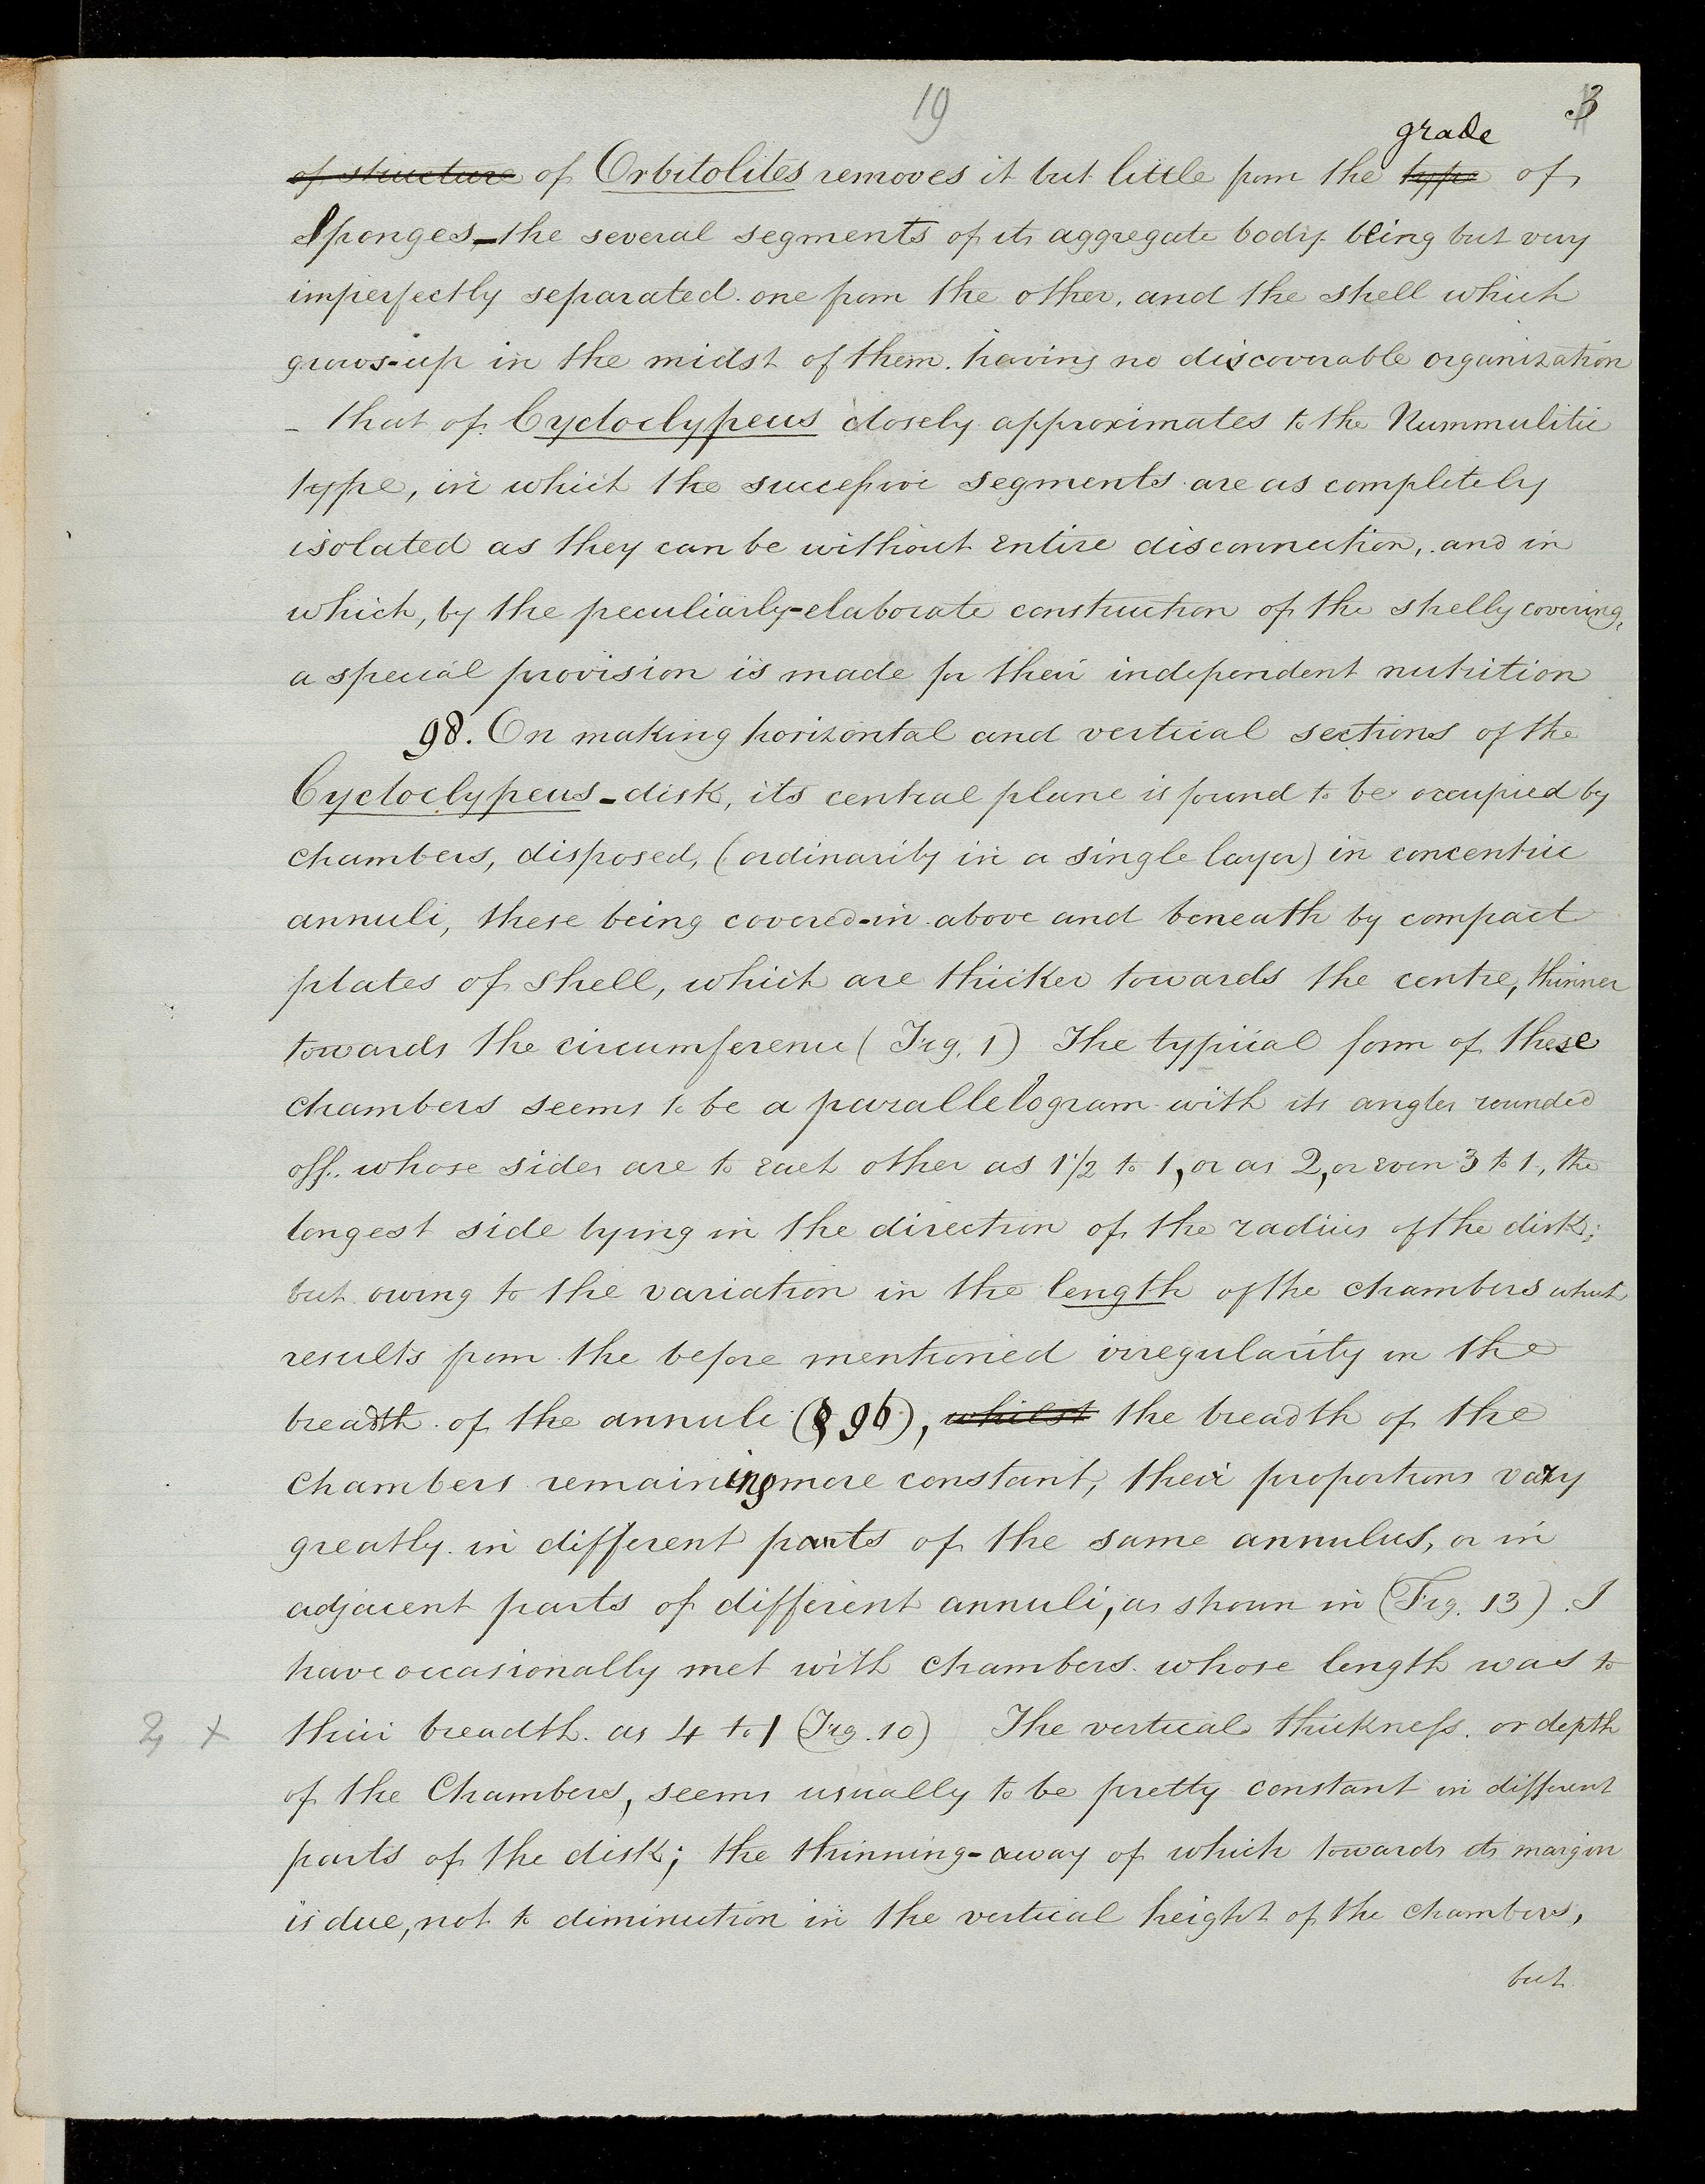 19
3
grade
of structure of Orbitolites removes it but little from the type of
Sponges_the several segments of its aggregate body being but very
imperfectly separated one from the other, and the shell which
grows-up in the midst of them having no discoverable organization
– that of Cycloclypeus closely approximates to the Nummulitic
type, in which the successive segments are as completely
isolated as they can be without entire disconnection, and in
which, by the peculiarly-elaborate construction of the shelly covering,
a special provision is made for their independent nutrition
98. On making horizontal and vertical sections of the
Cycloclypeus-disk, its central plane is found to be occupied by
chambers, disposed, (ordinarily in a single layer) in concentric
annuli, these being covered-in above and beneath by compact
plates of shell, which are thicker towards the centre, thinner
towards the circumference (Fig. 1) The typical form of these
chambers seems to be a parallelogram with its angles rounded
off, whose sides are to each other as 1½ to 1, or as 2, or even 3 to 1, the
longest side lying in the direction of the radius of the disk;
but owing to the variation in the length of the chambers which
results from the before mentioned irregularity in the
breadth of the annuli (§ 96), whilst the breadth of the
chambers remaining more constant, their proportions vary
greatly in different parts of the same annulus, or in
adjacent parts of different annuli, as shown in (Fig. 13). I
have occasionally met with chambers whose length was to
their breadth as 4 to 1 (Fig. 10) The vertical thickness or depth
of the Chambers, seems usually to be pretty constant in different
parts of the disk; the thinning-away of which towards its margin
is due, not to diminution in the vertical height of the chambers,
but